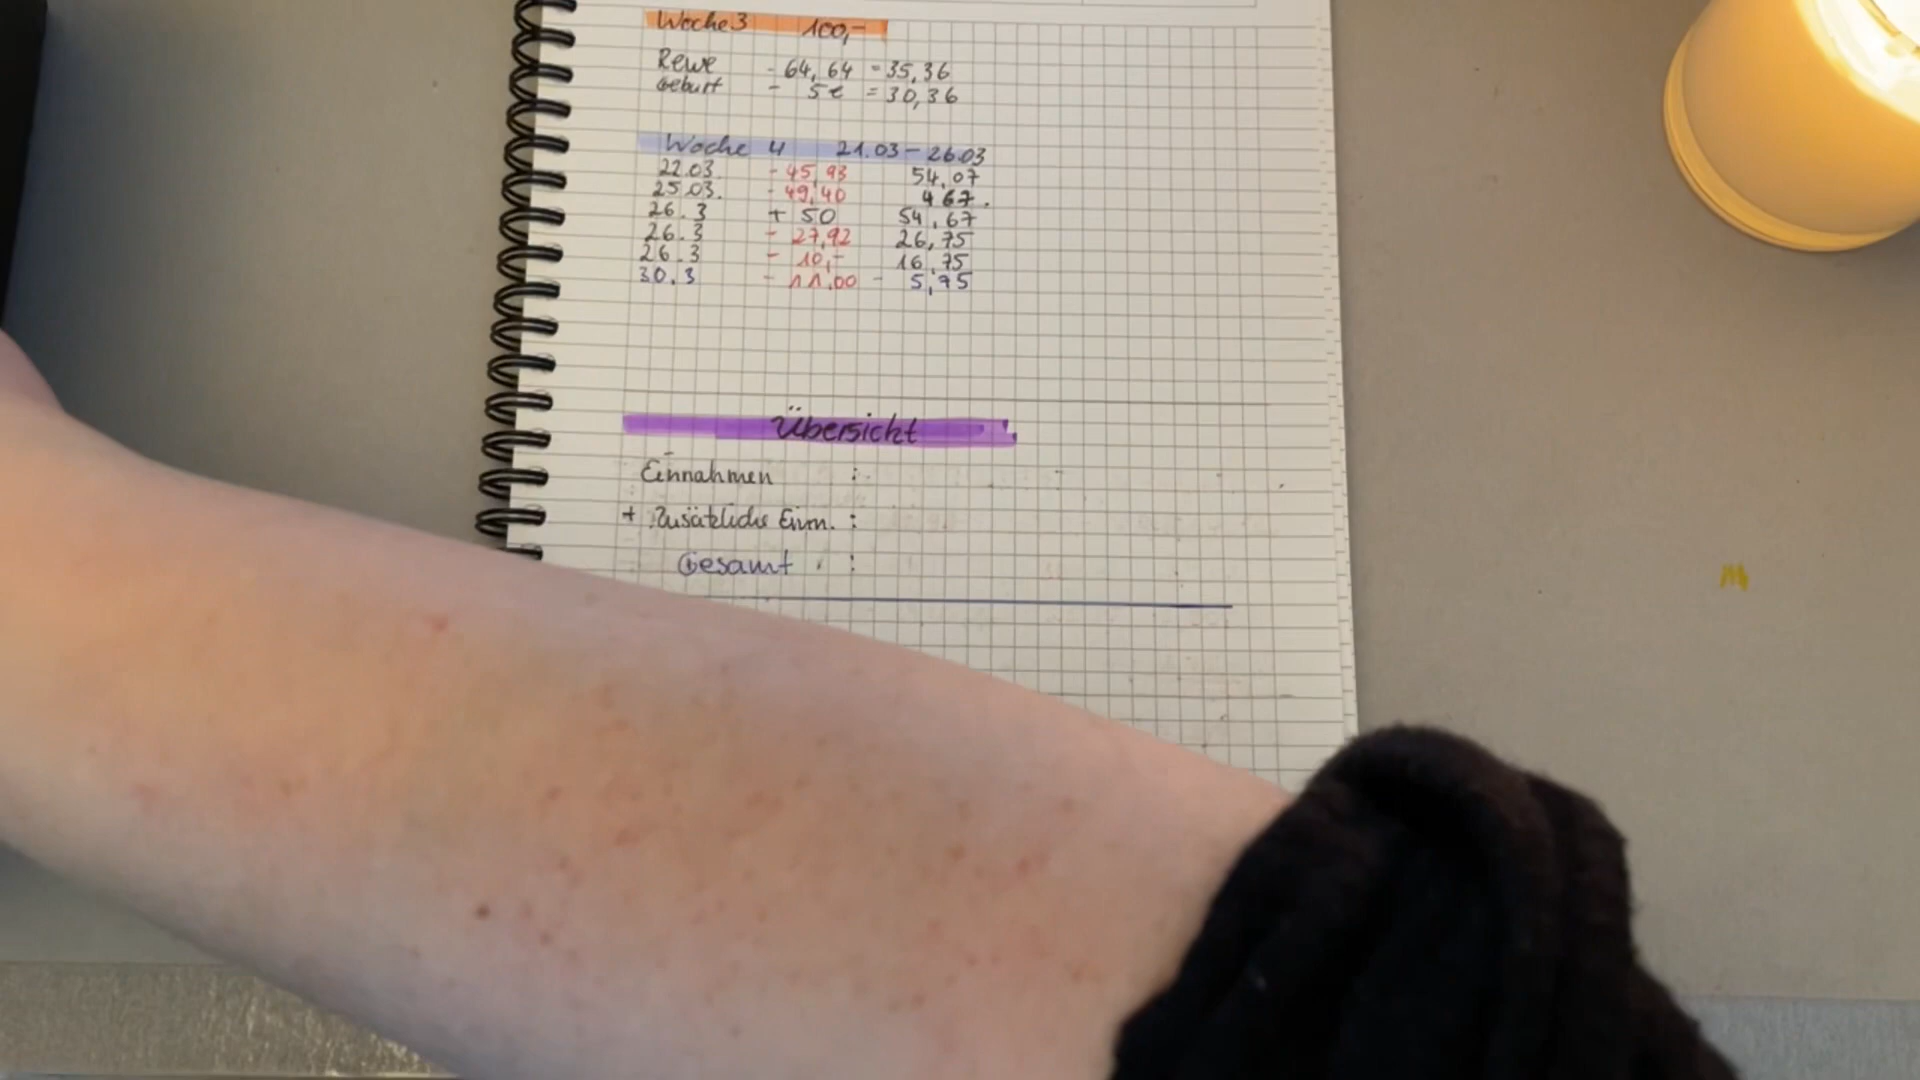 Woche 3 100,-
Rewe - 64,64 = 35,36
Geburt - 5€ = 30,36
Woche 4 21.03 - 26.03
22.03. - 45,93 54,07
25.03. - 49,40 467.
26.3 + 50 54,67
26.3 - 27,92 26,75
26.3 - 10,- 16,75
30.3 - 11,00 - 5,75
Übersicht
Einnahmen :
+ Zusätzliche Einn. :
Gesamt :